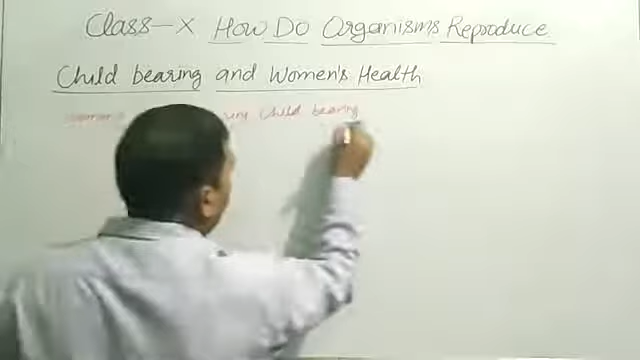 Class-X How Do Organisms Reproduce
Child bearing and Women's Health
Child bearing